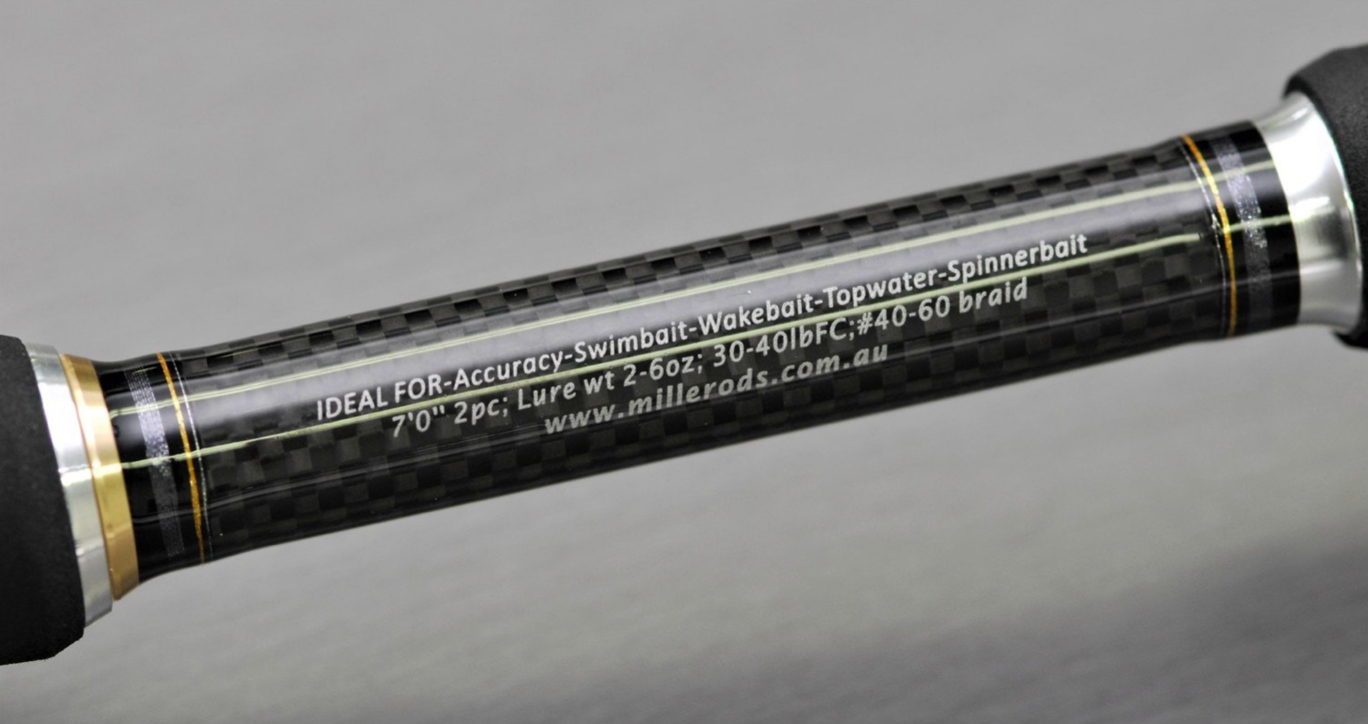 IDEAL FOR-Accuracy-Swimbait-Wakebait-Topwater-Spinnerbait
7'0" 2pc; Lure wt 2-6oz; 30-40lbFC;#40-60 braid
www.millerods.com.au